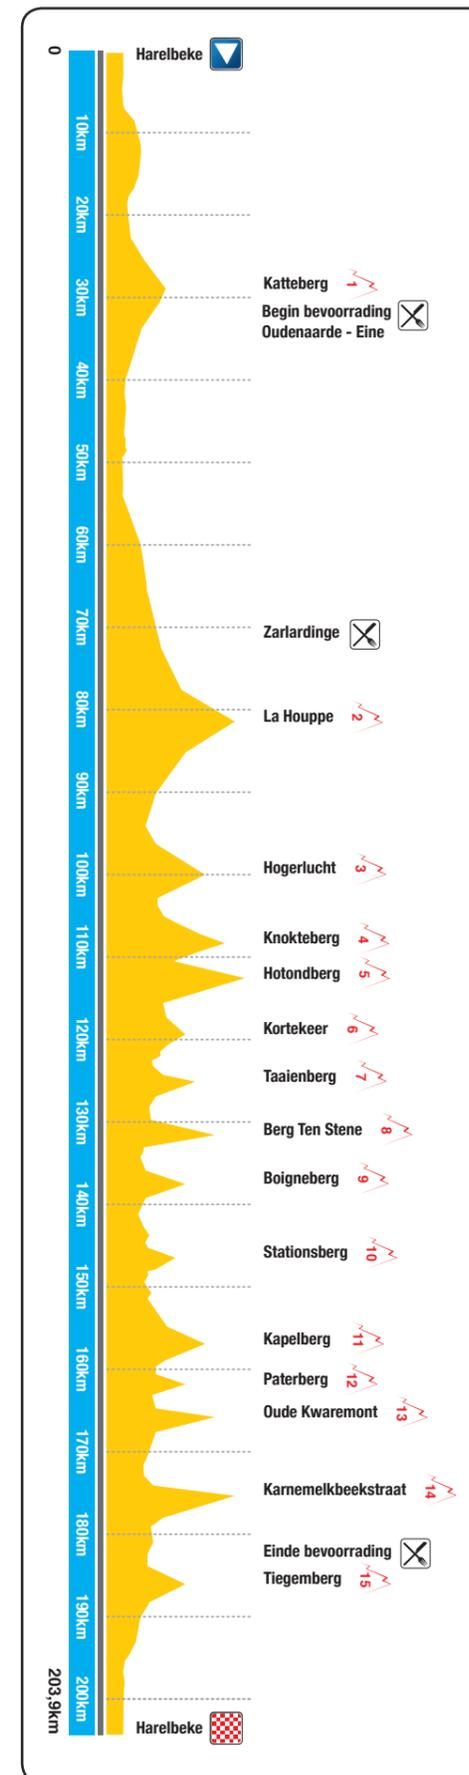 0
Harelbeke
10km
20km
Katteberg 1
30km
Begin bevoorrading
Oudenaarde - Eine
40km
50km
60km
70km
Zarlardinge
80km
La Houppe 2
90km
Hogerlucht 3
100km
Knokteberg 4
110km
Hotondberg 5
Kortekeer 6
120km
Taaienberg 7
130km
Berg Ten Stene 8
Boigneberg 9
140km
Stationsberg 10
150km
Kapelberg 11
160km
Paterberg 12
Oude Kwaremont 13
170km
Karnemelkbeekstraat 14
180km
Einde bevoorrading
Tiegemberg 15
190km
200km
203,9km
Harelbeke